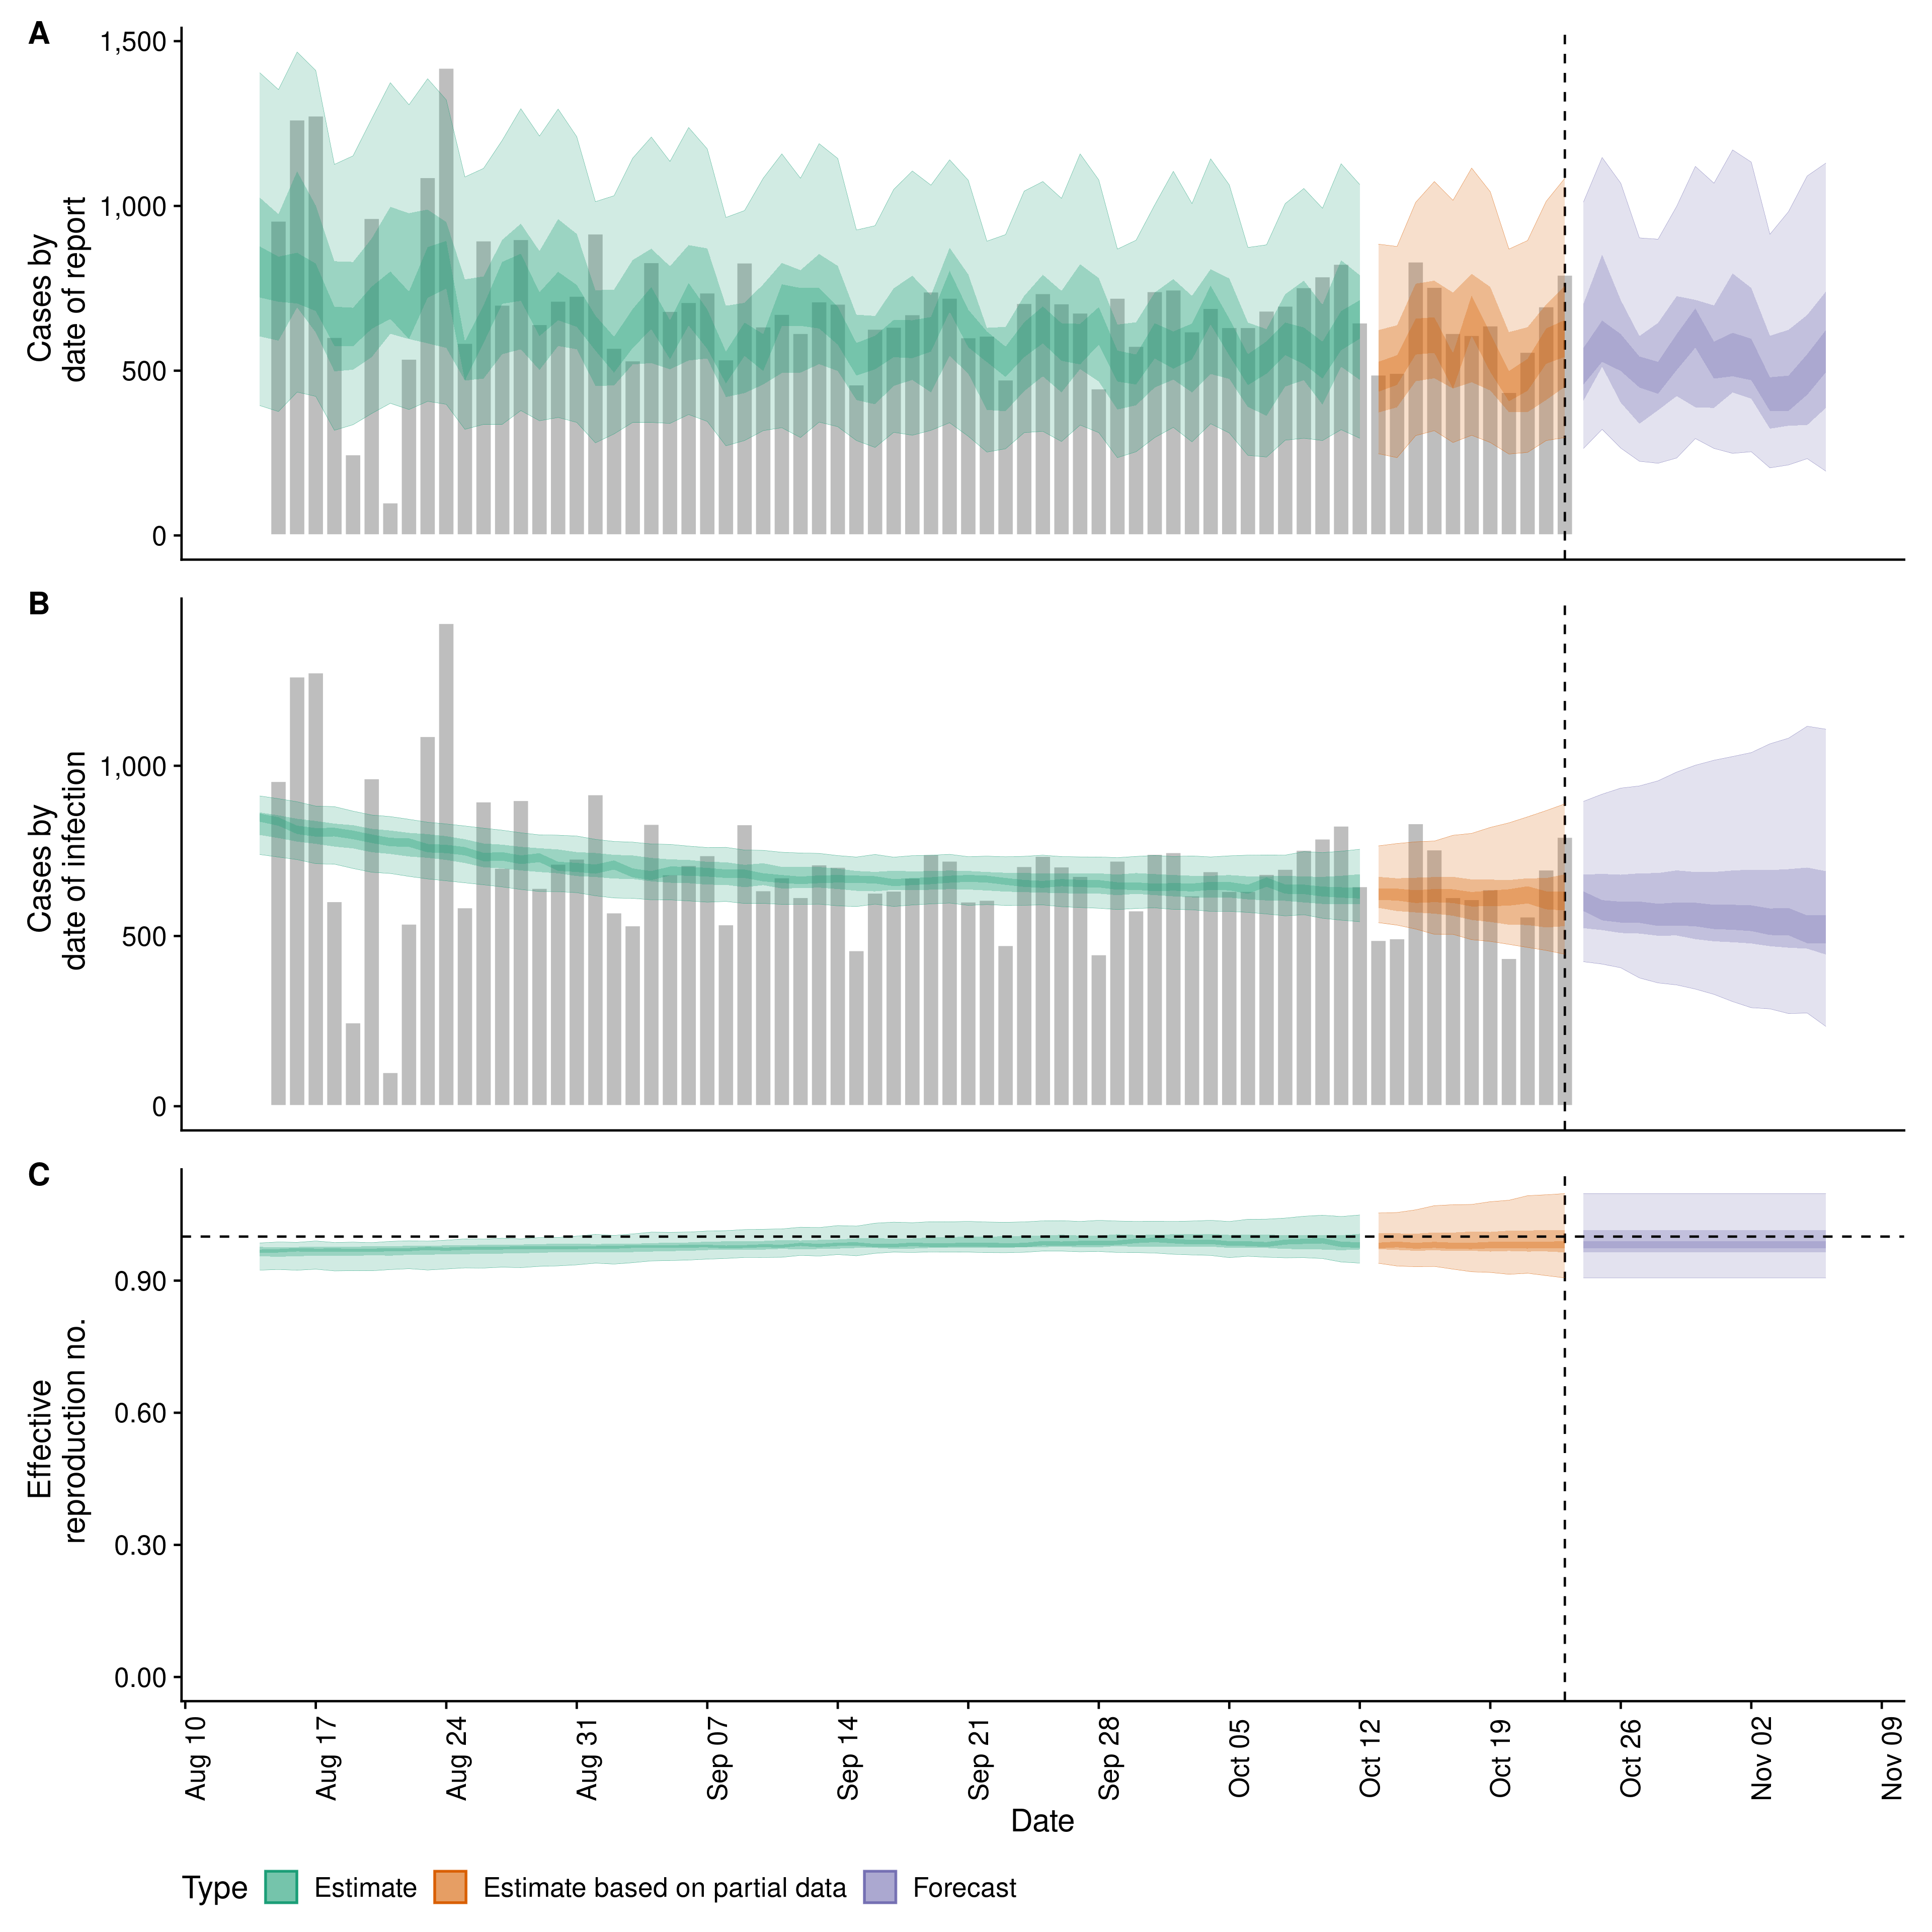 A
1,500
1,000
500
0
Cases by
date of report
B
1,000
500
0
Cases by
date of infection
C
0.90
0.60
0.30
0.00
Effective
reproduction no.
Aug 10
Aug 17
Aug 24
Aug 31
Sep 07
Sep 14
Sep 21
Sep 28
Oct 05
Oct 12
Oct 19
Oct 26
Nov 02
Nov 09
Date
Type Estimate Estimate based on partial data Forecast